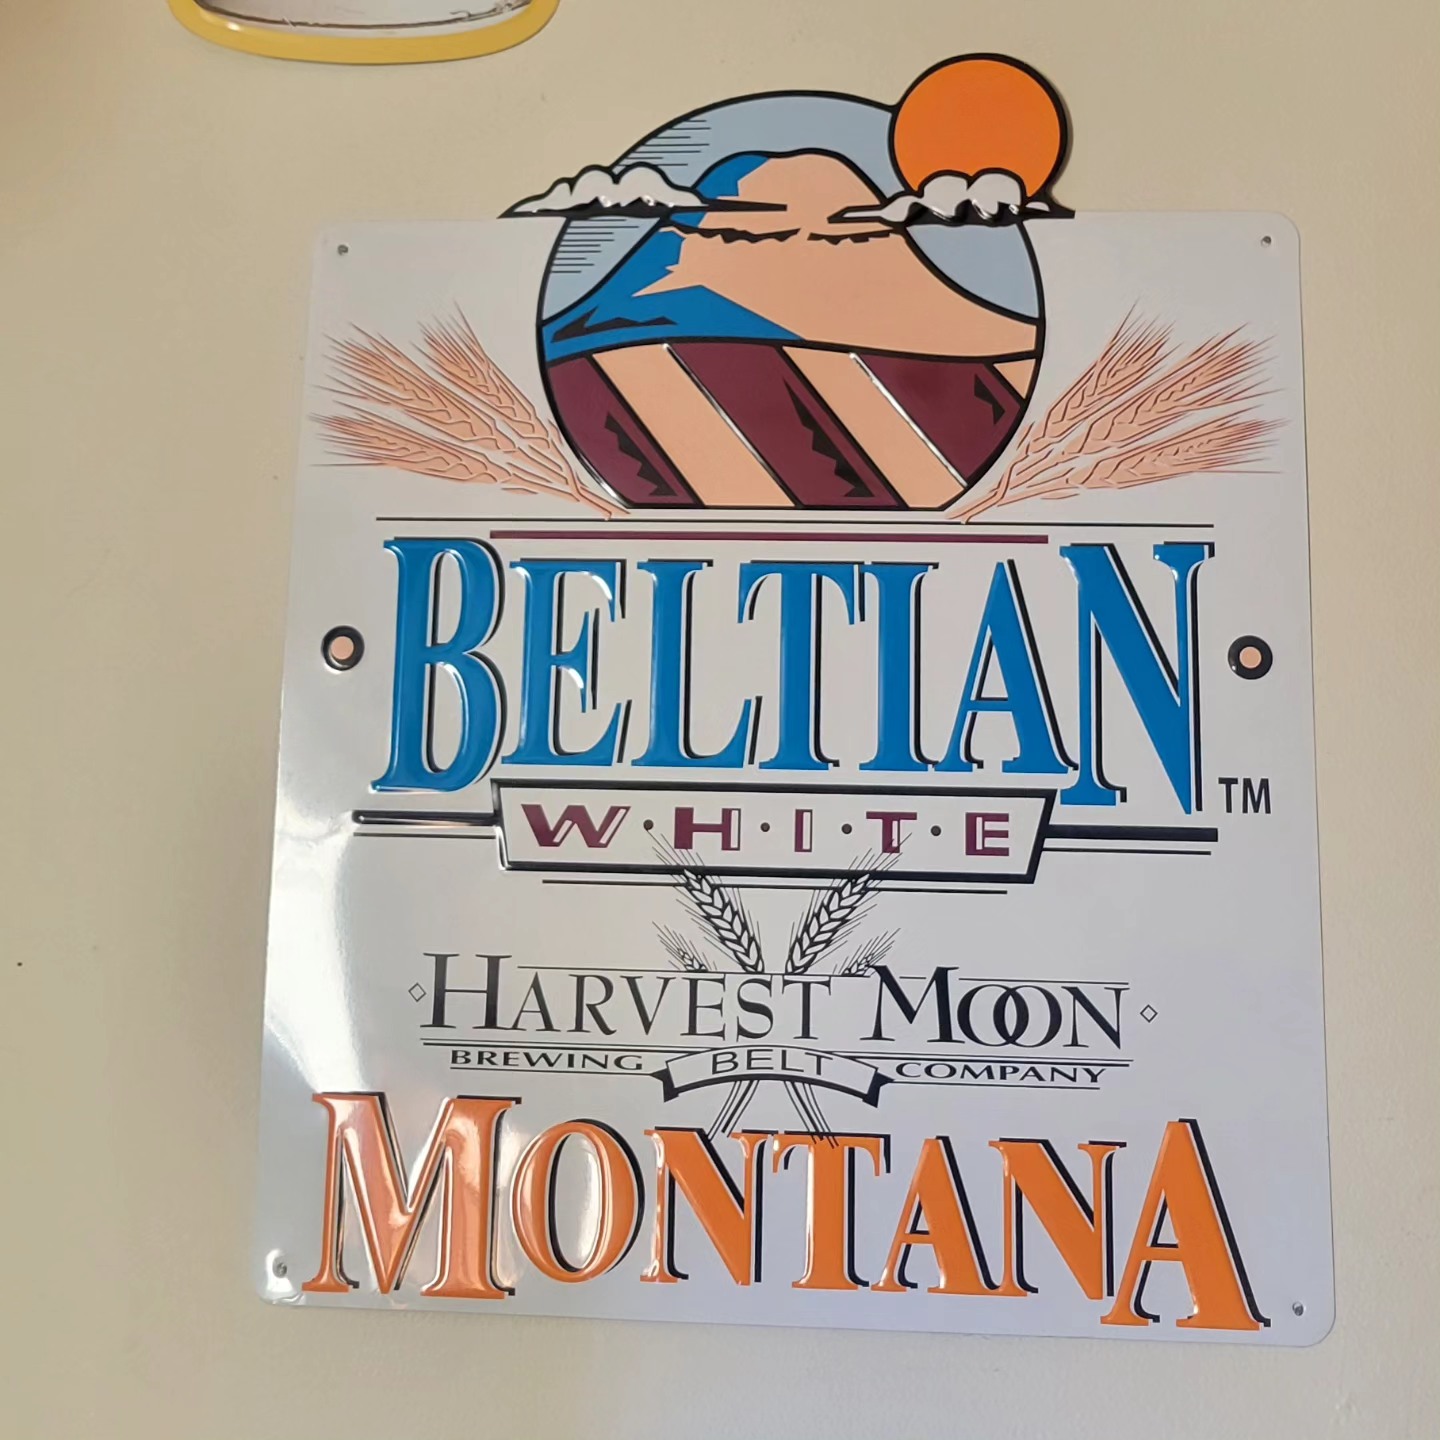 BELTIAN TM
W·H·I·T·E
HARVEST MOON
BREWING BELT COMPANY
MONTANA